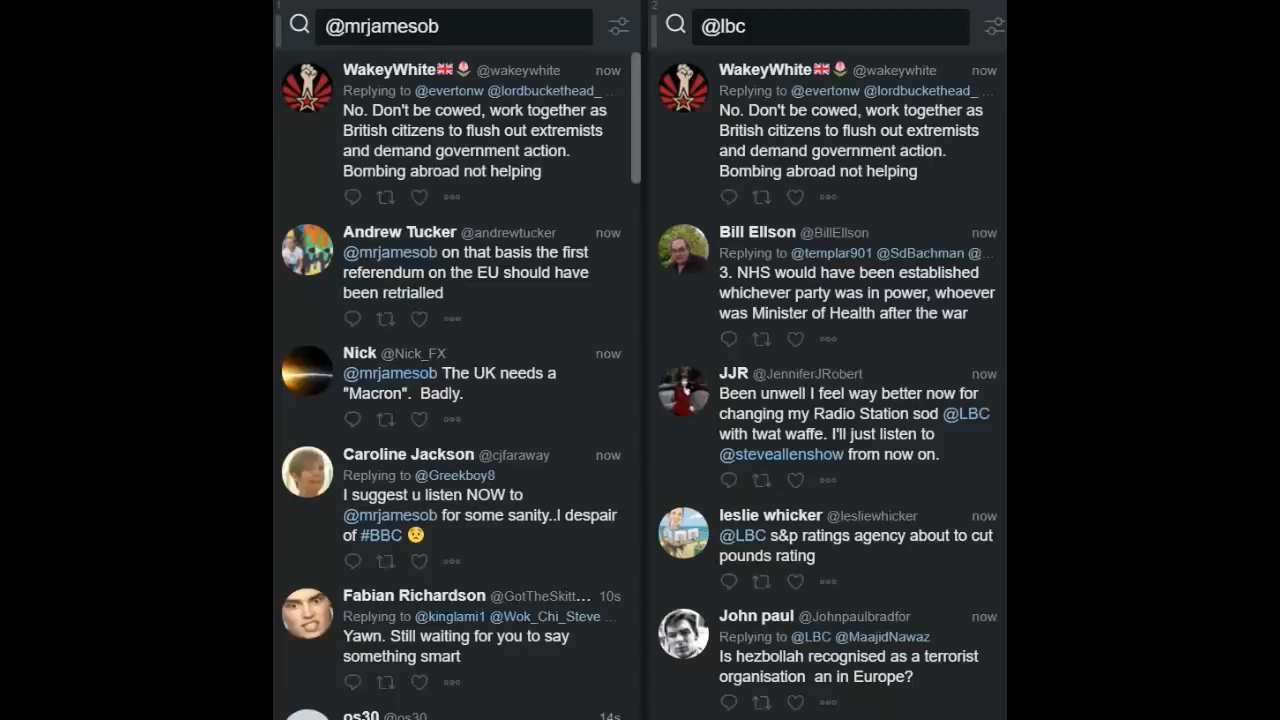 1
@mrjamesob
WakeyWhite🇬🇧🌷 @wakeywhite now
Replying to @evertonw @lordbuckethead_ ...
No. Don't be cowed, work together as
British citizens to flush out extremists
and demand government action.
Bombing abroad not helping
Andrew Tucker @andrewtucker now
@mrjamesob on that basis the first
referendum on the EU should have
been retrialled
Nick @Nick_FX now
@mrjamesob The UK needs a
"Macron".  Badly.
Caroline Jackson @cjfaraway now
Replying to @Greekboy8
I suggest u listen NOW to
@mrjamesob for some sanity..I despair
of #BBC 😟
Fabian Richardson @GotTheSkitt... 10s
Replying to @kinglami1 @Wok_Chi_Steve ...
Yawn. Still waiting for you to say
something smart
os30 @os30 14s
2
@lbc
WakeyWhite🇬🇧🌷 @wakeywhite now
Replying to @evertonw @lordbuckethead_ ...
No. Don't be cowed, work together as
British citizens to flush out extremists
and demand government action.
Bombing abroad not helping
Bill Ellson @BillEllson now
Replying to @templar901 @SdBachman @...
3. NHS would have been established
whichever party was in power, whoever
was Minister of Health after the war
JJR @JenniferJRobert now
Been unwell I feel way better now for
changing my Radio Station sod @LBC
with twat waffe. I'll just listen to
@steveallenshow from now on.
leslie whicker @lesliewhicker now
@LBC s&p ratings agency about to cut
pounds rating
John paul @Johnpaulbradfor now
Replying to @LBC @MaajidNawaz
Is hezbollah recognised as a terrorist
organisation  an in Europe?